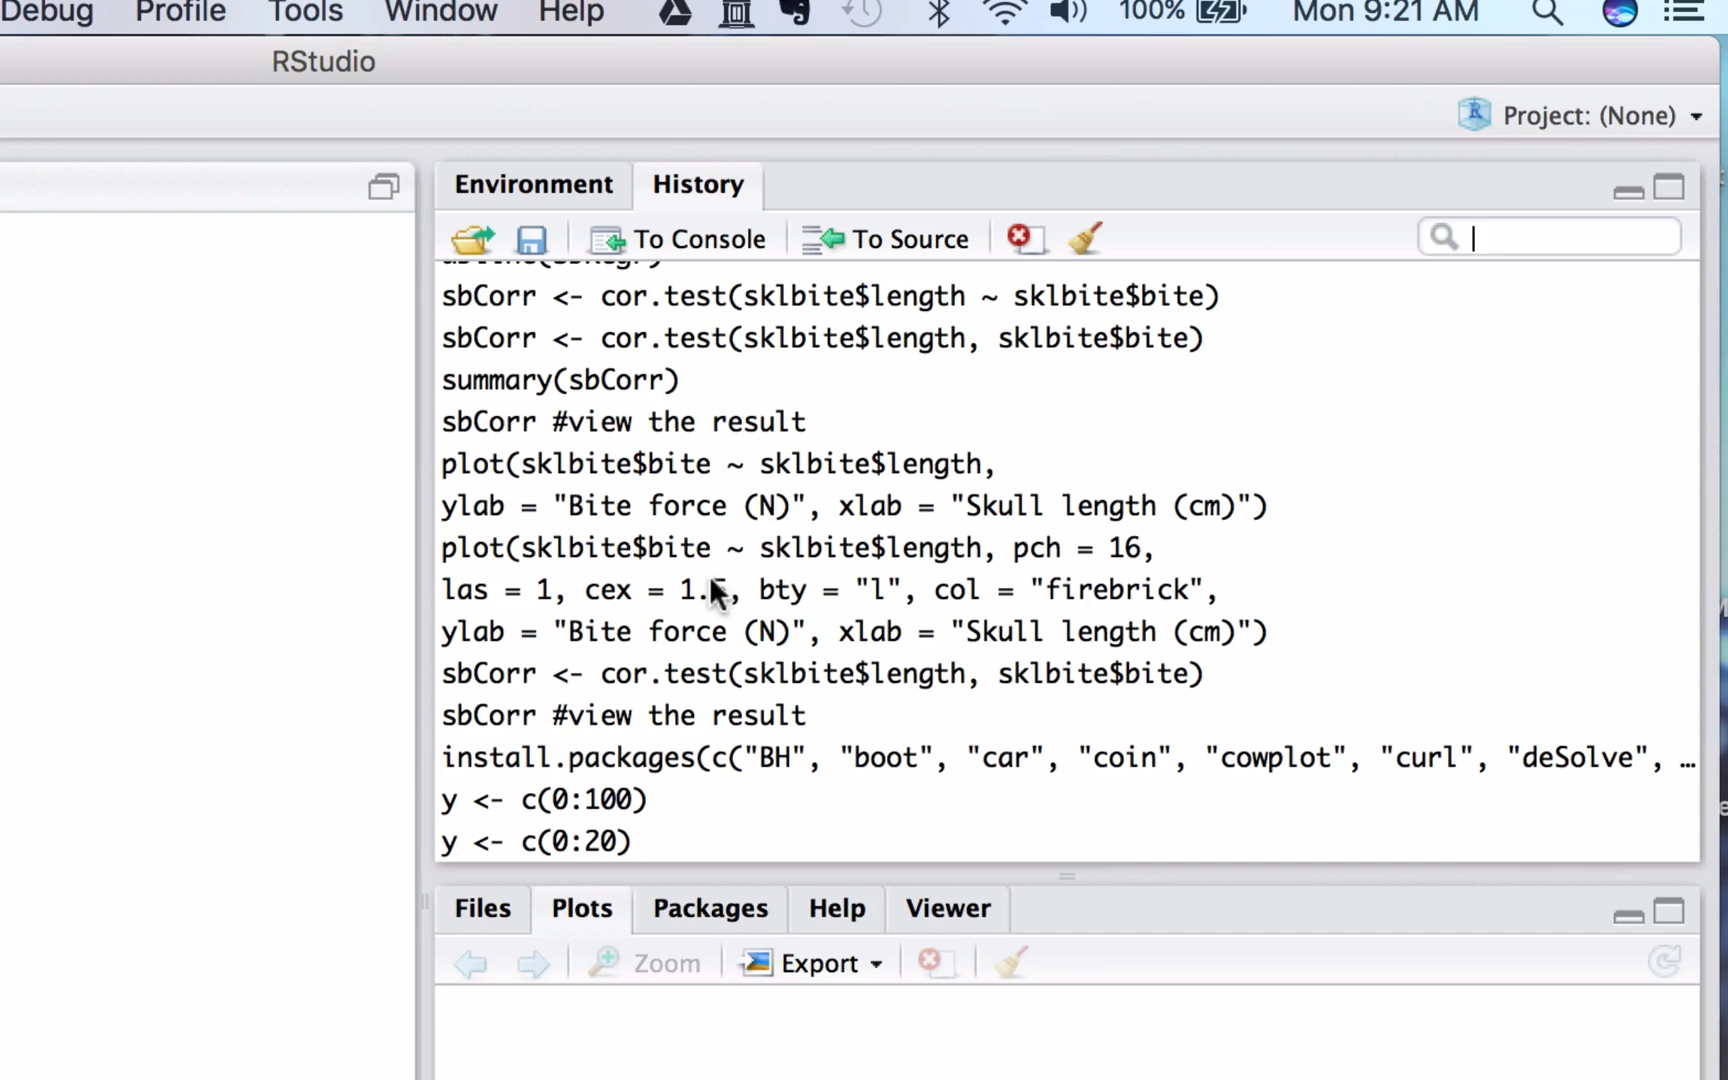 Debug Profile Tools Window Help 100% Mon 9:21 AM
RStudio
Project: (None)
Environment History
To Console To Source
sbCorr <- cor.test(sklbite$length ~ sklbite$bite)
sbCorr <- cor.test(sklbite$length, sklbite$bite)
summary(sbCorr)
sbCorr #view the result
plot(sklbite$bite ~ sklbite$length,
ylab = "Bite force (N)", xlab = "Skull length (cm)")
plot(sklbite$bite ~ sklbite$length, pch = 16,
las = 1, cex = 1. , bty = "l", col = "firebrick",
ylab = "Bite force (N)", xlab = "Skull length (cm)")
sbCorr <- cor.test(sklbite$length, sklbite$bite)
sbCorr #view the result
install.packages(c("BH", "boot", "car", "coin", "cowplot", "curl", "deSolve", …
y <- c(0:100)
y <- c(0:20)
Files Plots Packages Help Viewer
Zoom Export